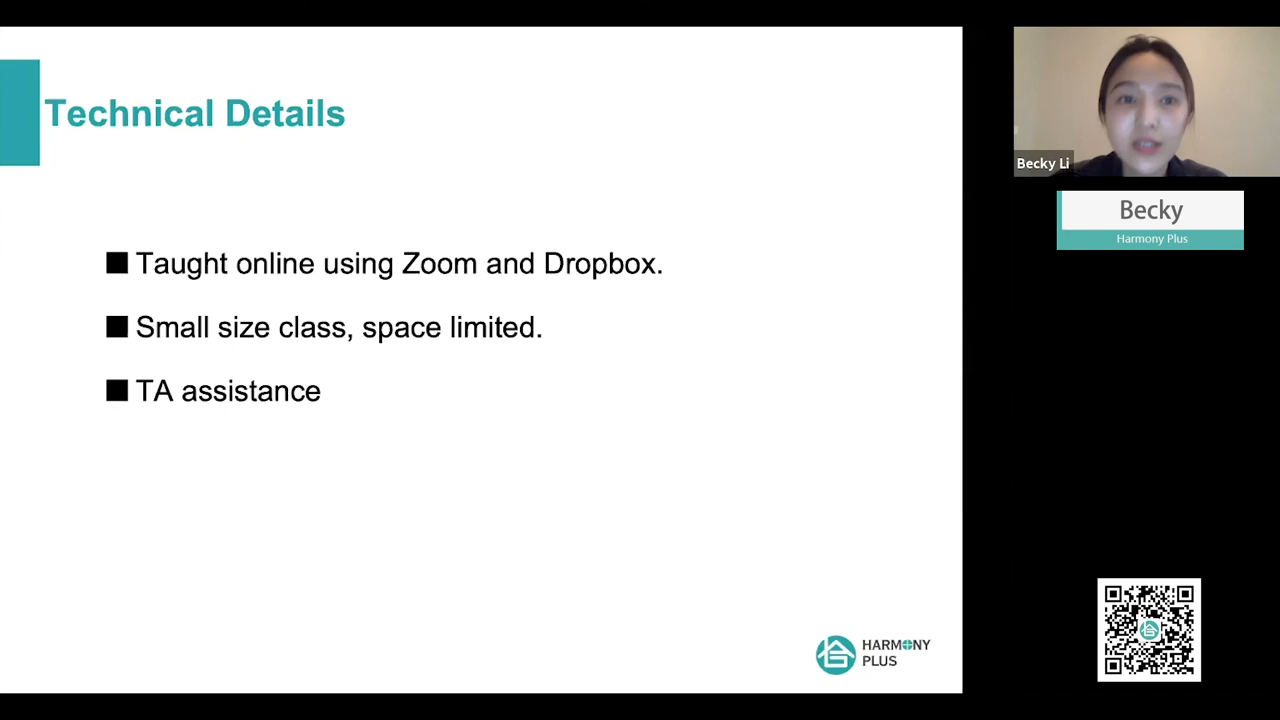 Technical Details
Taught online using Zoom and Dropbox.
Small size class, space limited.
TA assistance
HARMONY
PLUS
Becky Li
Becky
Harmony Plus